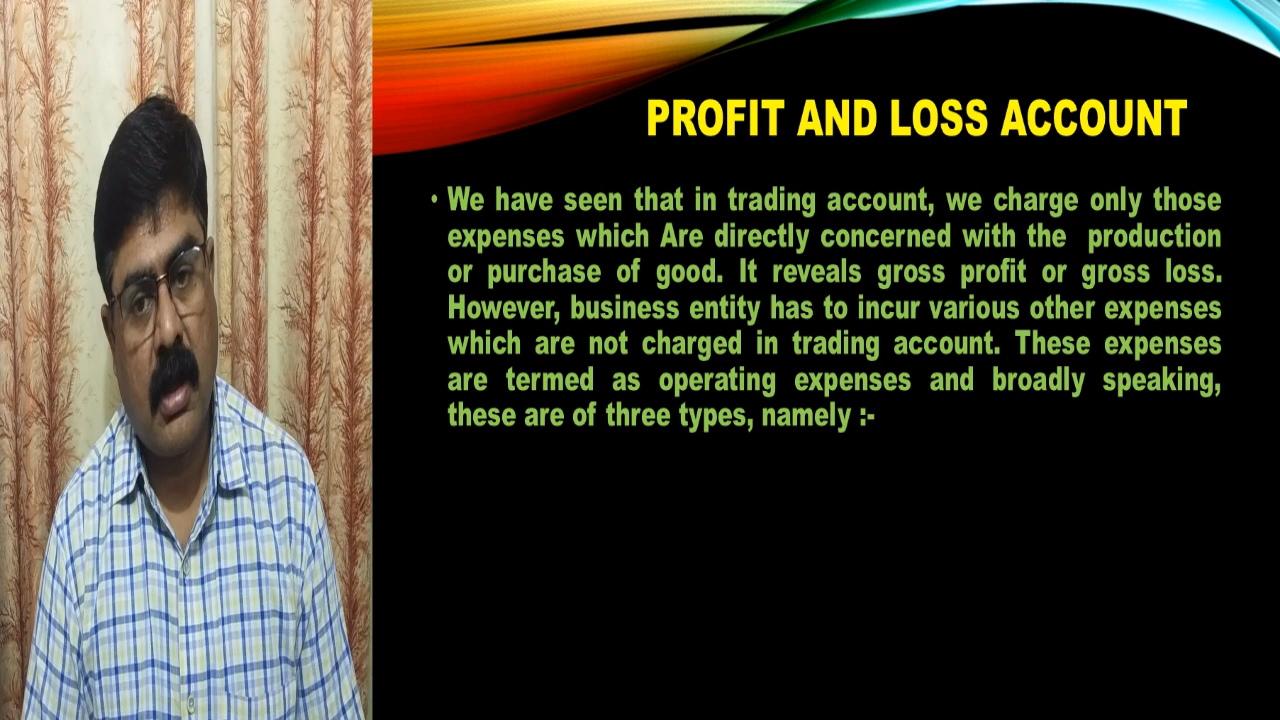 PROFIT AND LOSS ACCOUNT
• We have seen that in trading account, we charge only those
expenses which Are directly concerned with the production
or purchase of good. It reveals gross profit or gross loss.
However, business entity has to incur various other expenses
which are not charged in trading account. These expenses
are termed as operating expenses and broadly speaking,
these are of three types, namely :-